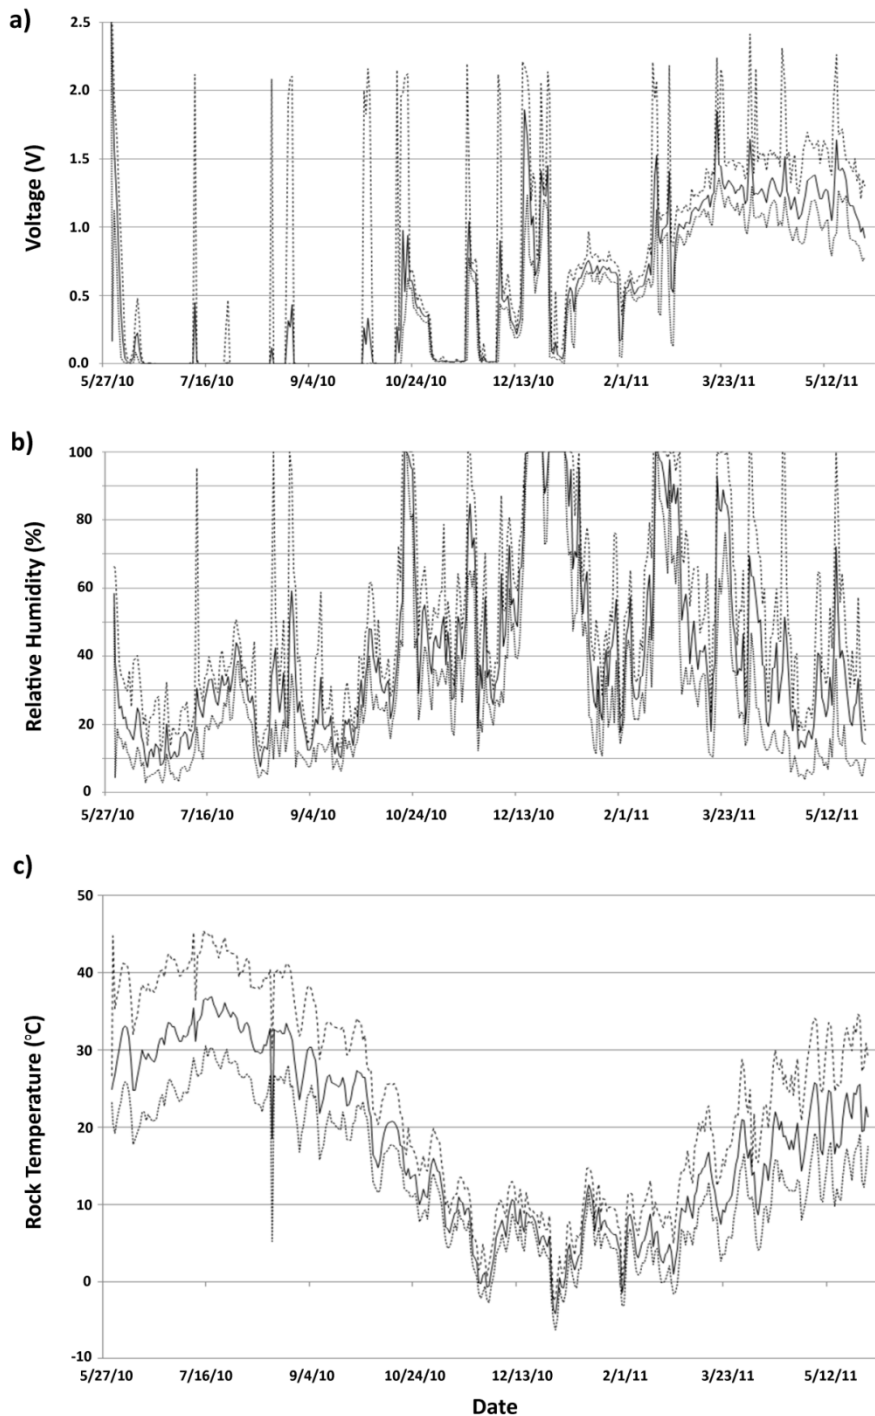 a)
2.5
2.0
1.5
1.0
0.5
0.0
Voltage (V)
5/27/10 7/16/10 9/4/10 10/24/10 12/13/10 2/1/11 3/23/11 5/12/11
b)
100
80
60
40
20
0
Relative Humidity (%)
5/27/10 7/16/10 9/4/10 10/24/10 12/13/10 2/1/11 3/23/11 5/12/11
c)
50
40
30
20
10
0
-10
Rock Temperature (°C)
5/27/10 7/16/10 9/4/10 10/24/10 12/13/10 2/1/11 3/23/11 5/12/11
Date